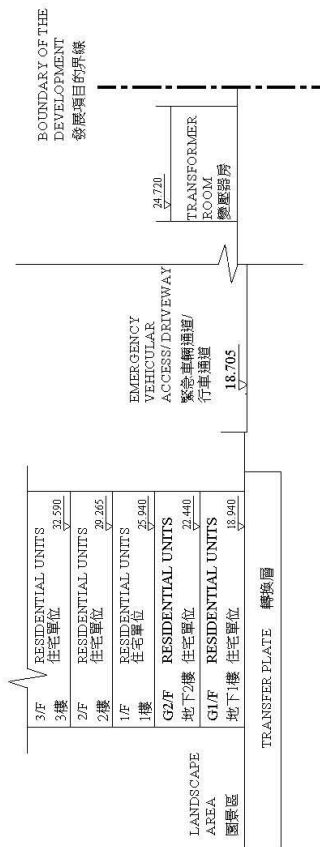 BOUNDARY OF THE
DEVELOPMENT
發展項目的界線
24.720
TRANSFORMER
ROOM
變壓器房
EMERGENCY
VEHICULAR
ACCESS/ DRIVEWAY
緊急車輛通道/
行車通道
18.705
3/F RESIDENTIAL UNITS
3樓 住宅單位 32.590
2/F RESIDENTIAL UNITS
2樓 住宅單位 29.265
1/F RESIDENTIAL UNITS
1樓 住宅單位 25.940
G2/F RESIDENTIAL UNITS
地下2樓 住宅單位 22.440
G1/F RESIDENTIAL UNITS
地下1樓 住宅單位 18.940
LANDSCAPE
AREA
園景區
TRANSFER PLATE 轉換層